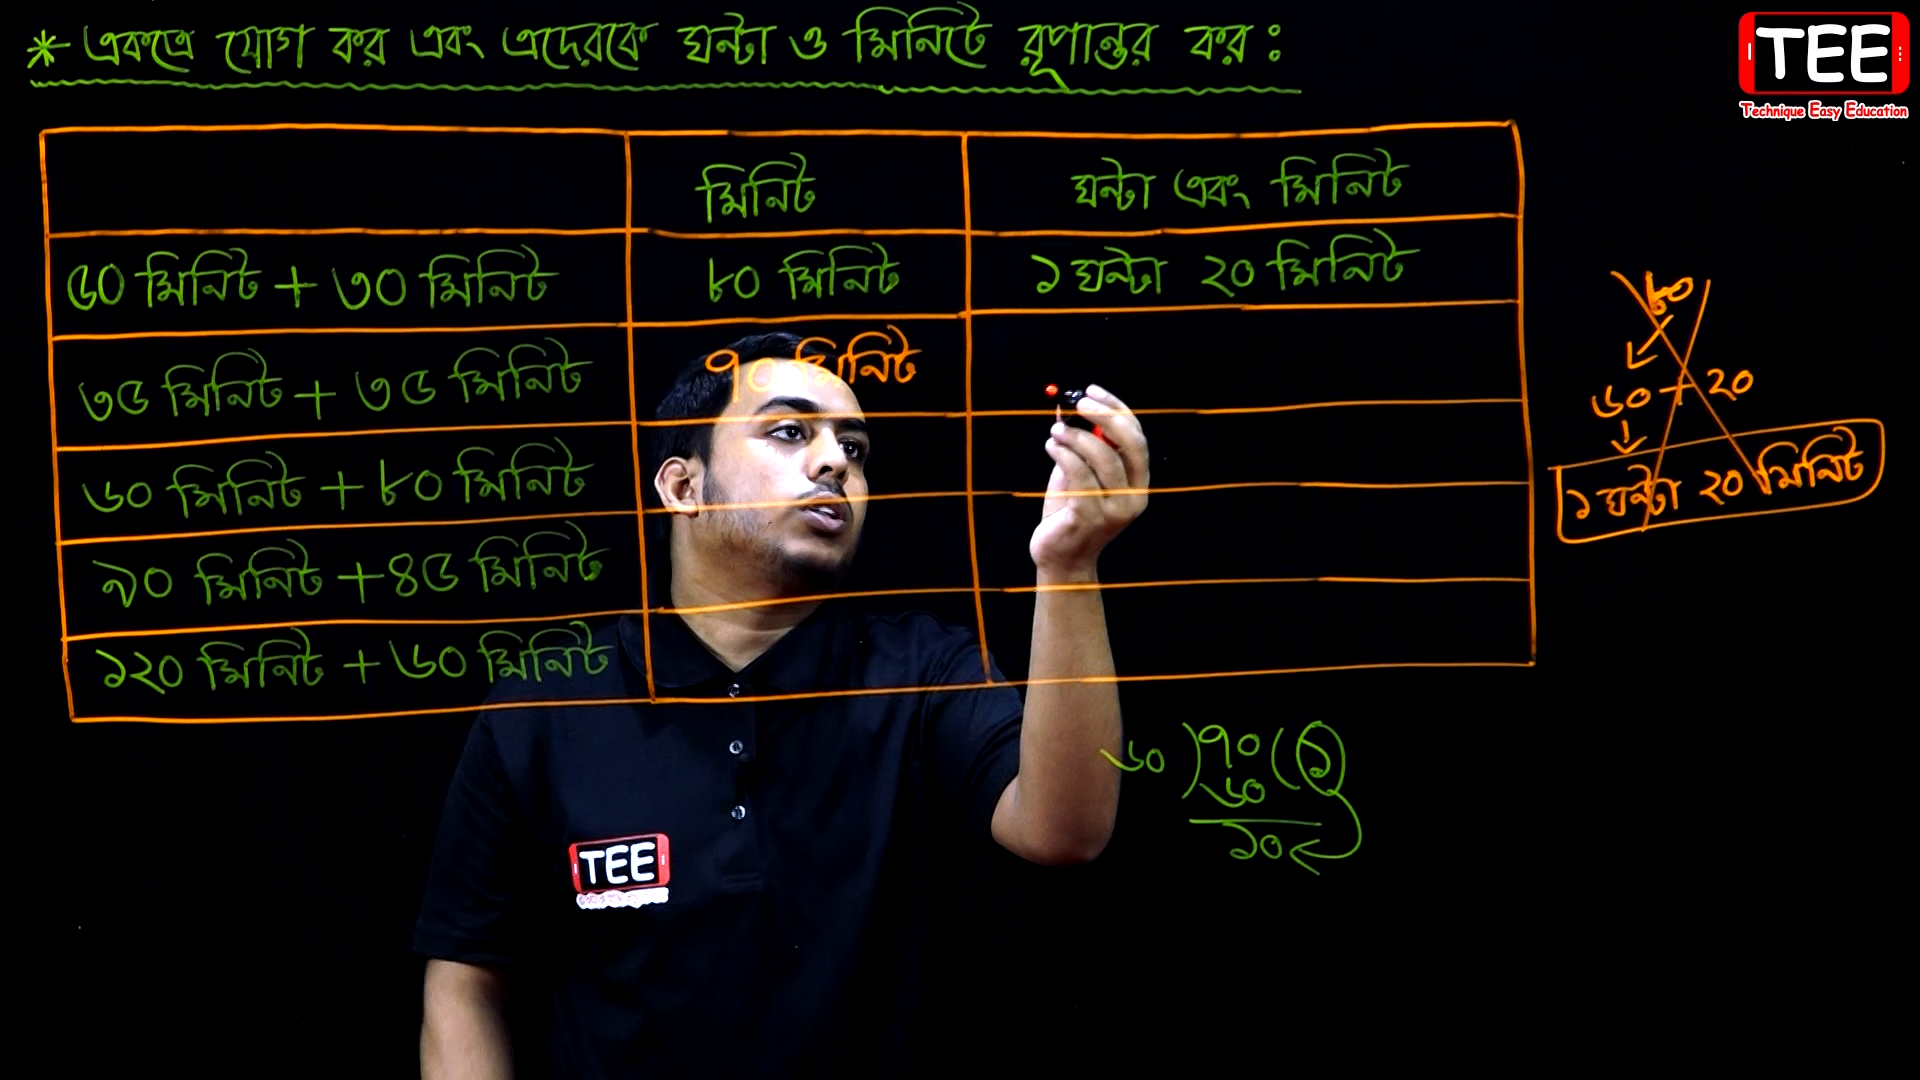 * একত্রে যোগ কর এবং এদেরকে ঘন্টা ও মিনিটে রূপান্তর কর :
TEE
Technique Easy Education
মিনিট ঘন্টা এবং মিনিট
৫০ মিনিট + ৩০ মিনিট ৮০ মিনিট ১ ঘন্টা ২০ মিনিট
৩৫ মিনিট + ৩৫ মিনিট ৭০ মিনিট
৬০ মিনিট + ৮০ মিনিট
৯০ মিনিট + ৪৫ মিনিট
১২০ মিনিট + ৬০ মিনিট
৮০
৬০ + ২০
১ ঘন্টা ২০ মিনিট
৬০ ) ৭০ ( ১
৬০
১০
TEE